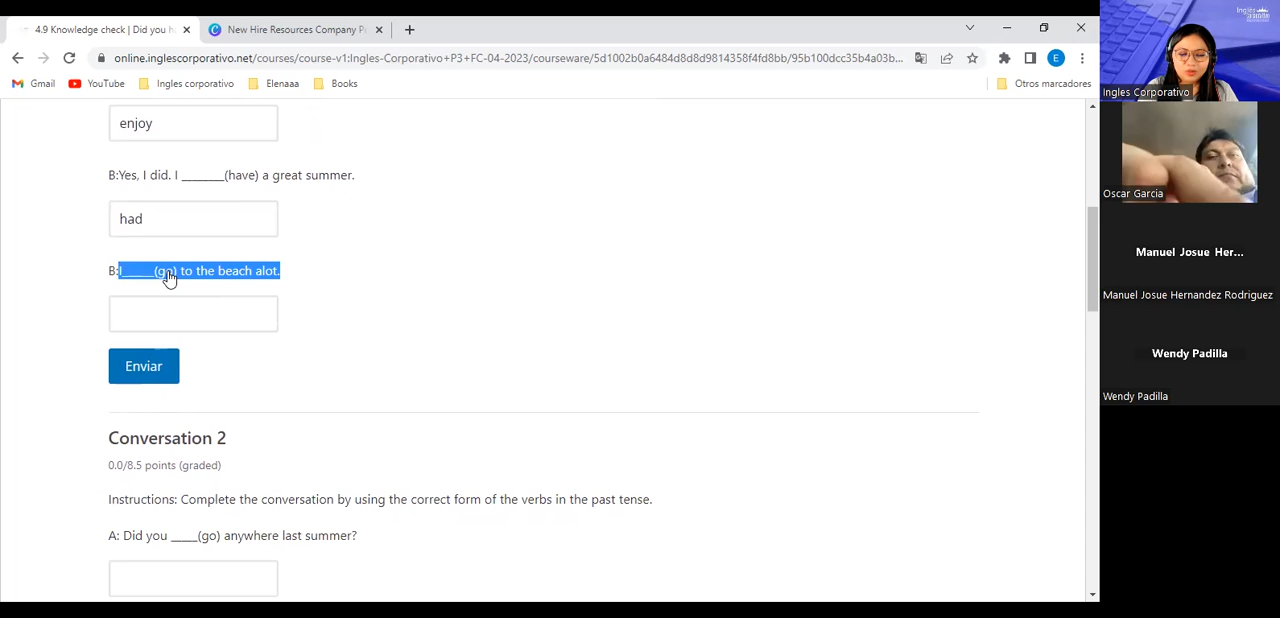 4.9 Knowledge check | Did you h
New Hire Resources Company P
online.inglescorporativo.net/courses/course-v1:Ingles-Corporativo+P3+FC-04-2023/courseware/5d1002b0a6484d8d8d9814358f4fd8bb/95b100dcc35b4a03b...
E
Gmail
YouTube
Ingles corporativo
Elenaaa
Books
Otros marcadores
enjoy
B:Yes, I did. I ________(have) a great summer.
had
B:I_____(go) to the beach alot.
Enviar
Conversation 2
0.0/8.5 points (graded)
Instructions: Complete the conversation by using the correct form of the verbs in the past tense.
A: Did you _____(go) anywhere last summer?
Ingles Corporativo
Oscar Garcia
Manuel Josue Her...
Manuel Josue Hernandez Rodriguez
Wendy Padilla
Wendy Padilla